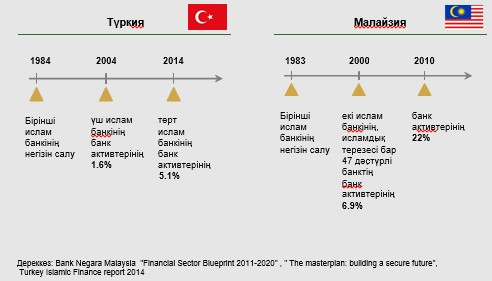 Түркия
Малайзия
1984
2004
2014
Бірінші
ислам
банкінің
негізін салу
үш ислам
банкінің
банк
активтерінің
1.6%
төрт
ислам
банкінің
банк
активтерінің
5.1%
1983
2000
2010
Бірінші
ислам
банкінің
негізін салу
екі ислам
банкінің,
исламдық
терезесі бар
47 дәстүрлі
банктің
банк
активтерінің
6.9%
банк
активтерінің
22%
Дереккөз: Bank Negara Malaysia "Financial Sector Blueprint 2011-2020" , " The masterplan: building a secure future",
Turkey Islamic Finance report 2014